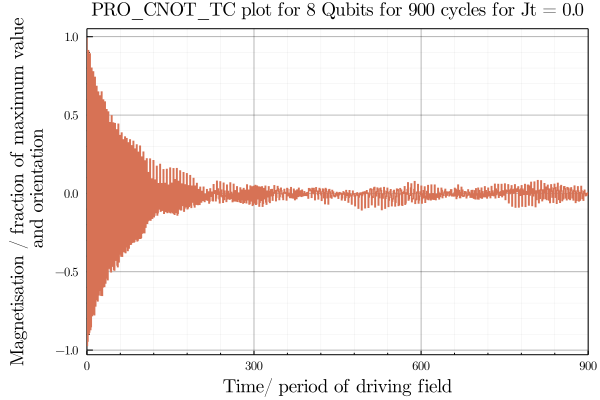 PRO_CNOT_TC plot for 8 Qubits for 900 cycles for Jt = 0.0
Magnetisation / fraction of maximum value
and orientation
1.0
0.5
0.0
−0.5
−1.0
0
300
600
900
Time/ period of driving field